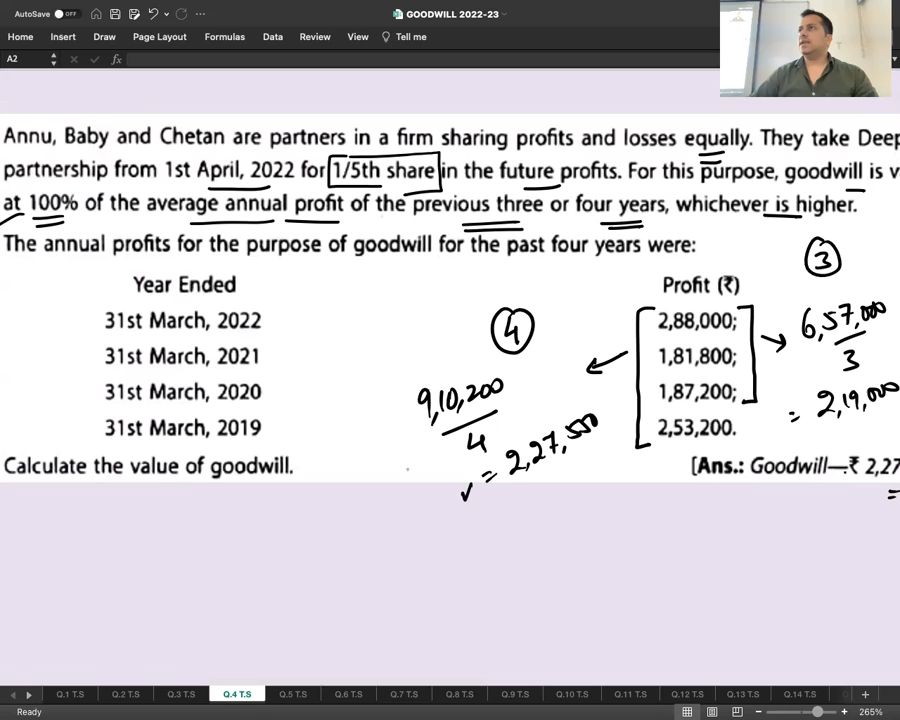 AutoSave OFF GOODWILL 2022-23
Home Insert Draw Page Layout Formulas Data Review View Tell me
A2 fx
Annu, Baby and Chetan are partners in a firm sharing profits and losses equally. They take Deep
partnership from 1st April, 2022 for 1/5th share in the future profits. For this purpose, goodwill is v
at 100% of the average annual profit of the previous three or four years, whichever is higher.
The annual profits for the purpose of goodwill for the past four years were:
3
Year Ended Profit (₹)
31st March, 2022 2,88,000;
31st March, 2021 1,81,800;
31st March, 2020 1,87,200;
31st March, 2019 2,53,200.
4
9,10,200
4
= 2,27,550
6,57,000
3
= 2,19,000
Calculate the value of goodwill. [Ans.: Goodwill—₹ 2,27
=
Q.1 T.S Q.2 T.S Q.3 T.S Q.4 T.S Q.5 T.S Q.6 T.S Q.7 T.S Q.8 T.S Q.9 T.S Q.10 T.S Q.11 T.S Q.12 T.S Q.13 T.S Q.14 T.S
Ready 265%